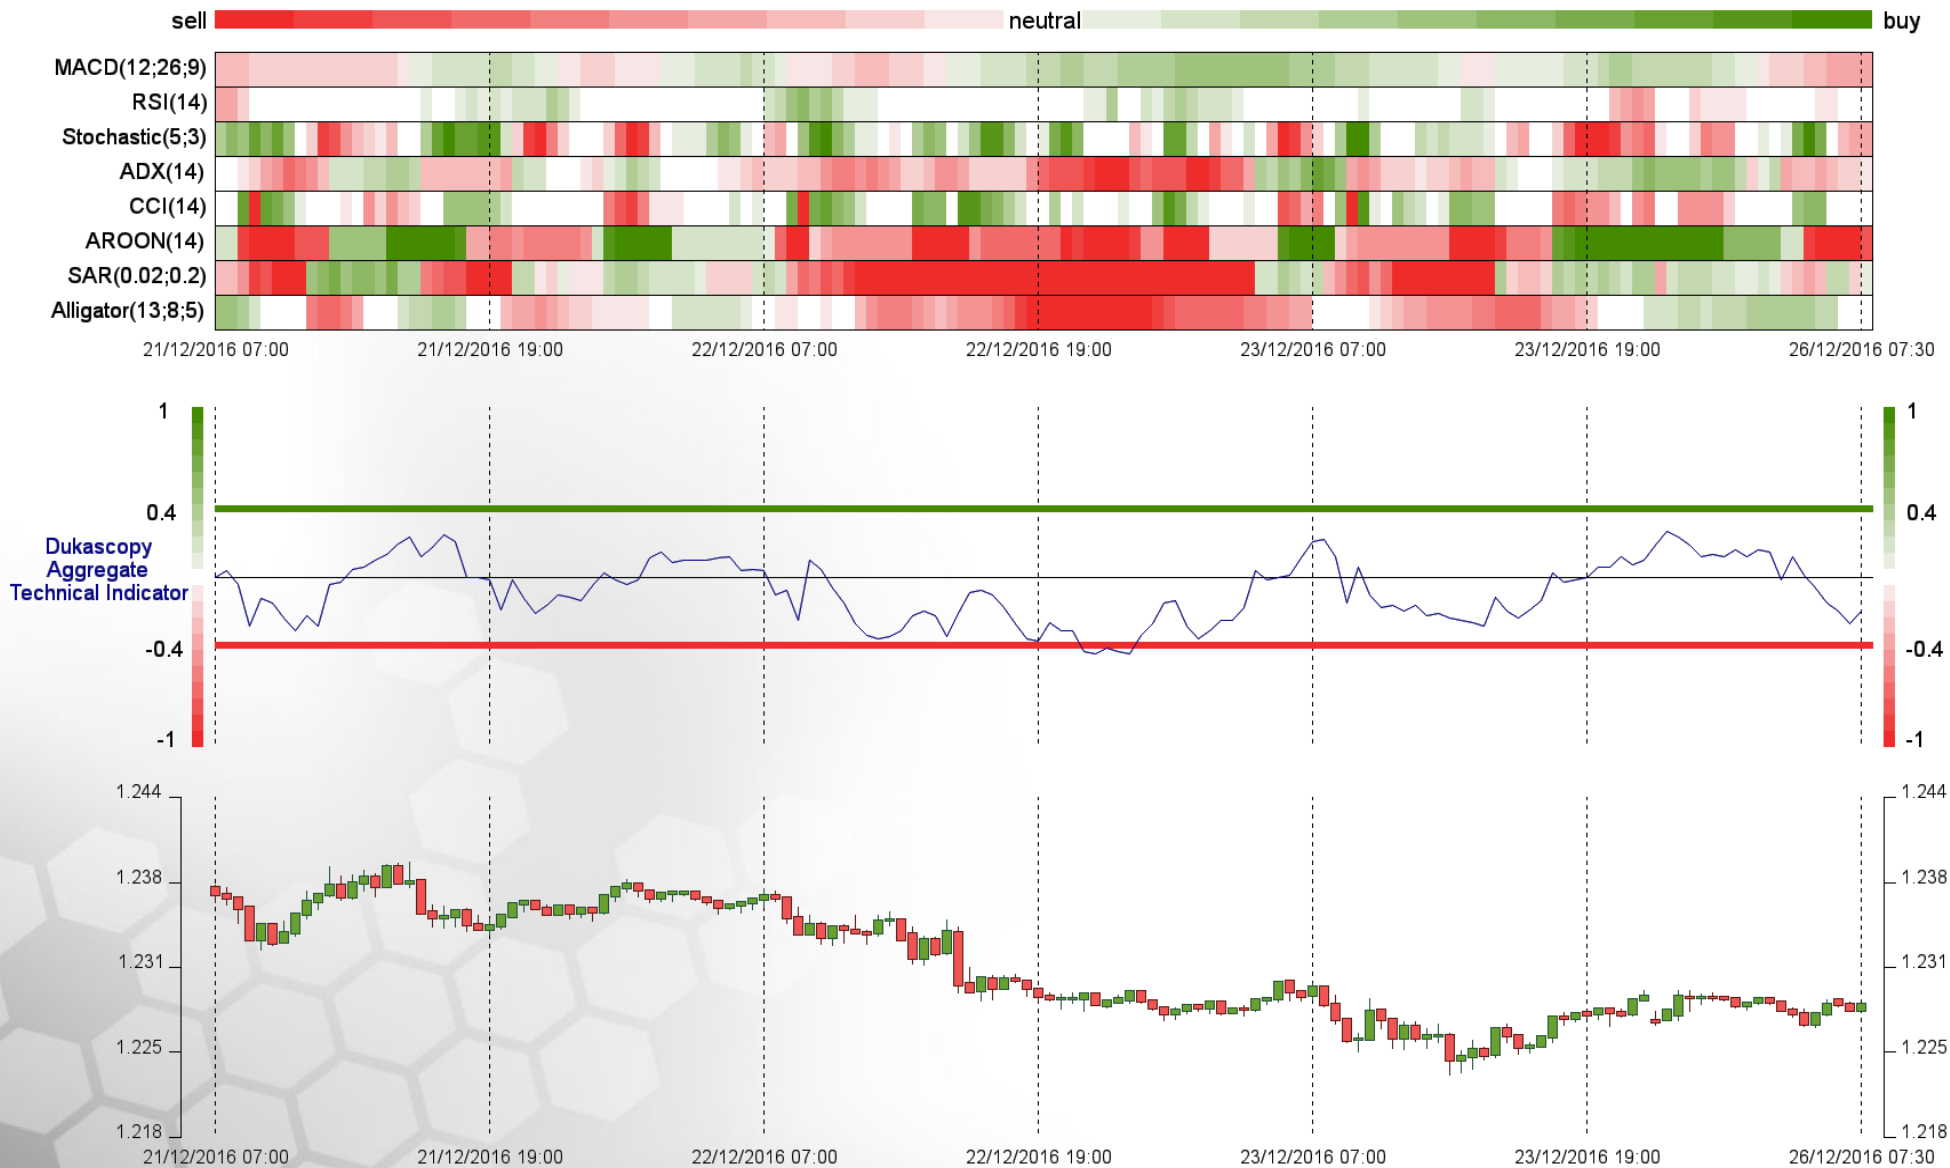 sell neutral buy
MACD(12;26;9)
RSI(14)
Stochastic(5;3)
ADX(14)
CCI(14)
AROON(14)
SAR(0.02;0.2)
Alligator(13;8;5)
21/12/2016 07:00 21/12/2016 19:00 22/12/2016 07:00 22/12/2016 19:00 23/12/2016 07:00 23/12/2016 19:00 26/12/2016 07:30
1 1
0.4 0.4
Dukascopy
Aggregate
Technical Indicator
-0.4 -0.4
-1 -1
1.244 1.244
1.238 1.238
1.231 1.231
1.225 1.225
1.218 1.218
21/12/2016 07:00 21/12/2016 19:00 22/12/2016 07:00 22/12/2016 19:00 23/12/2016 07:00 23/12/2016 19:00 26/12/2016 07:30